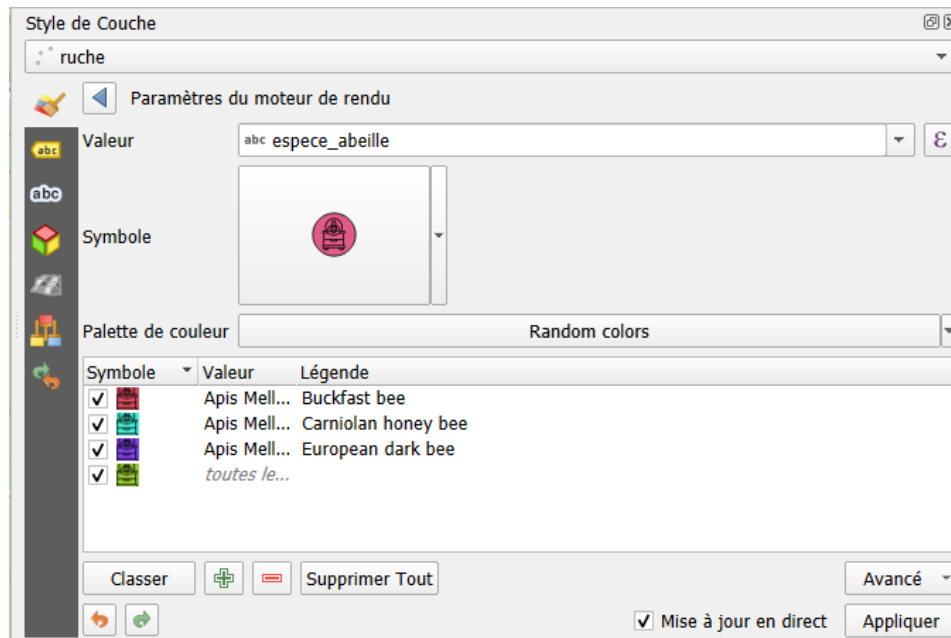 Style de Couche
ruche
Paramètres du moteur de rendu
abc
Valeur
abc espece_abeille
ε
abc
Symbole
Palette de couleur
Random colors
Symbole Valeur Légende
Apis Mell... Buckfast bee
Apis Mell... Carniolan honey bee
Apis Mell... European dark bee
toutes le...
Classer
Supprimer Tout
Avancé
Mise à jour en direct
Appliquer